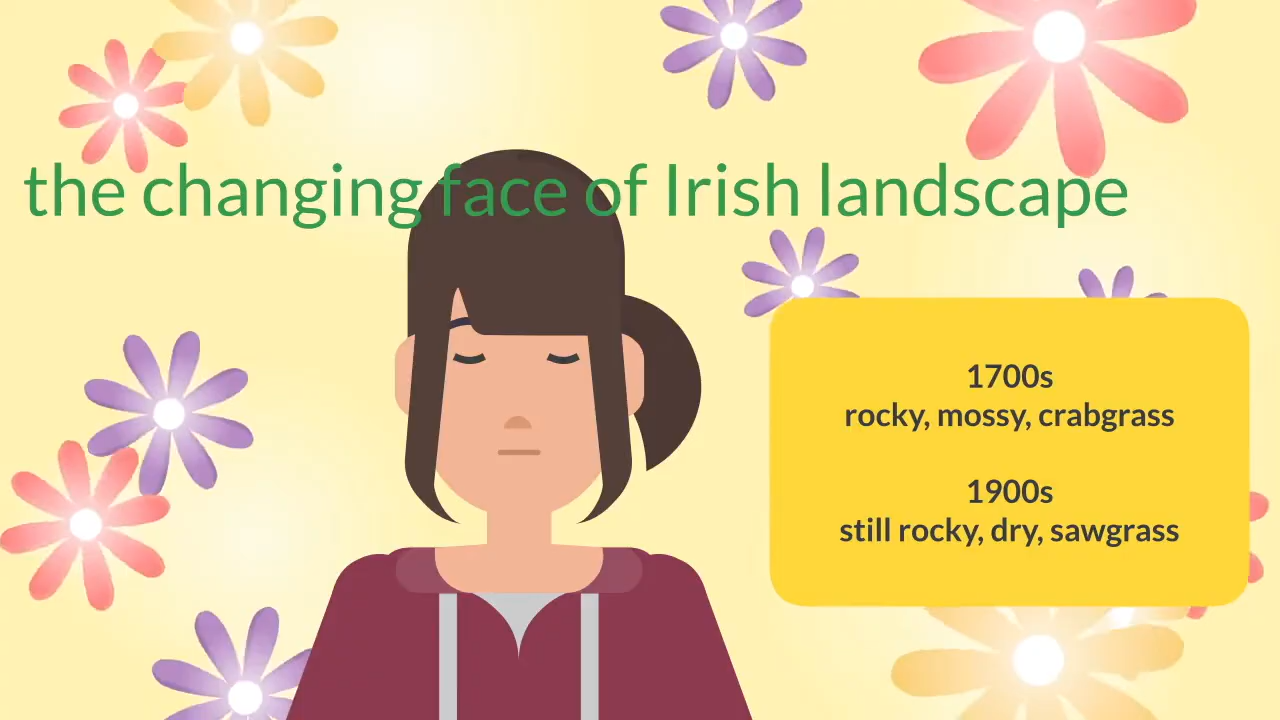 the changing face of Irish landscape
1700s
rocky, mossy, crabgrass
1900s
still rocky, dry, sawgrass